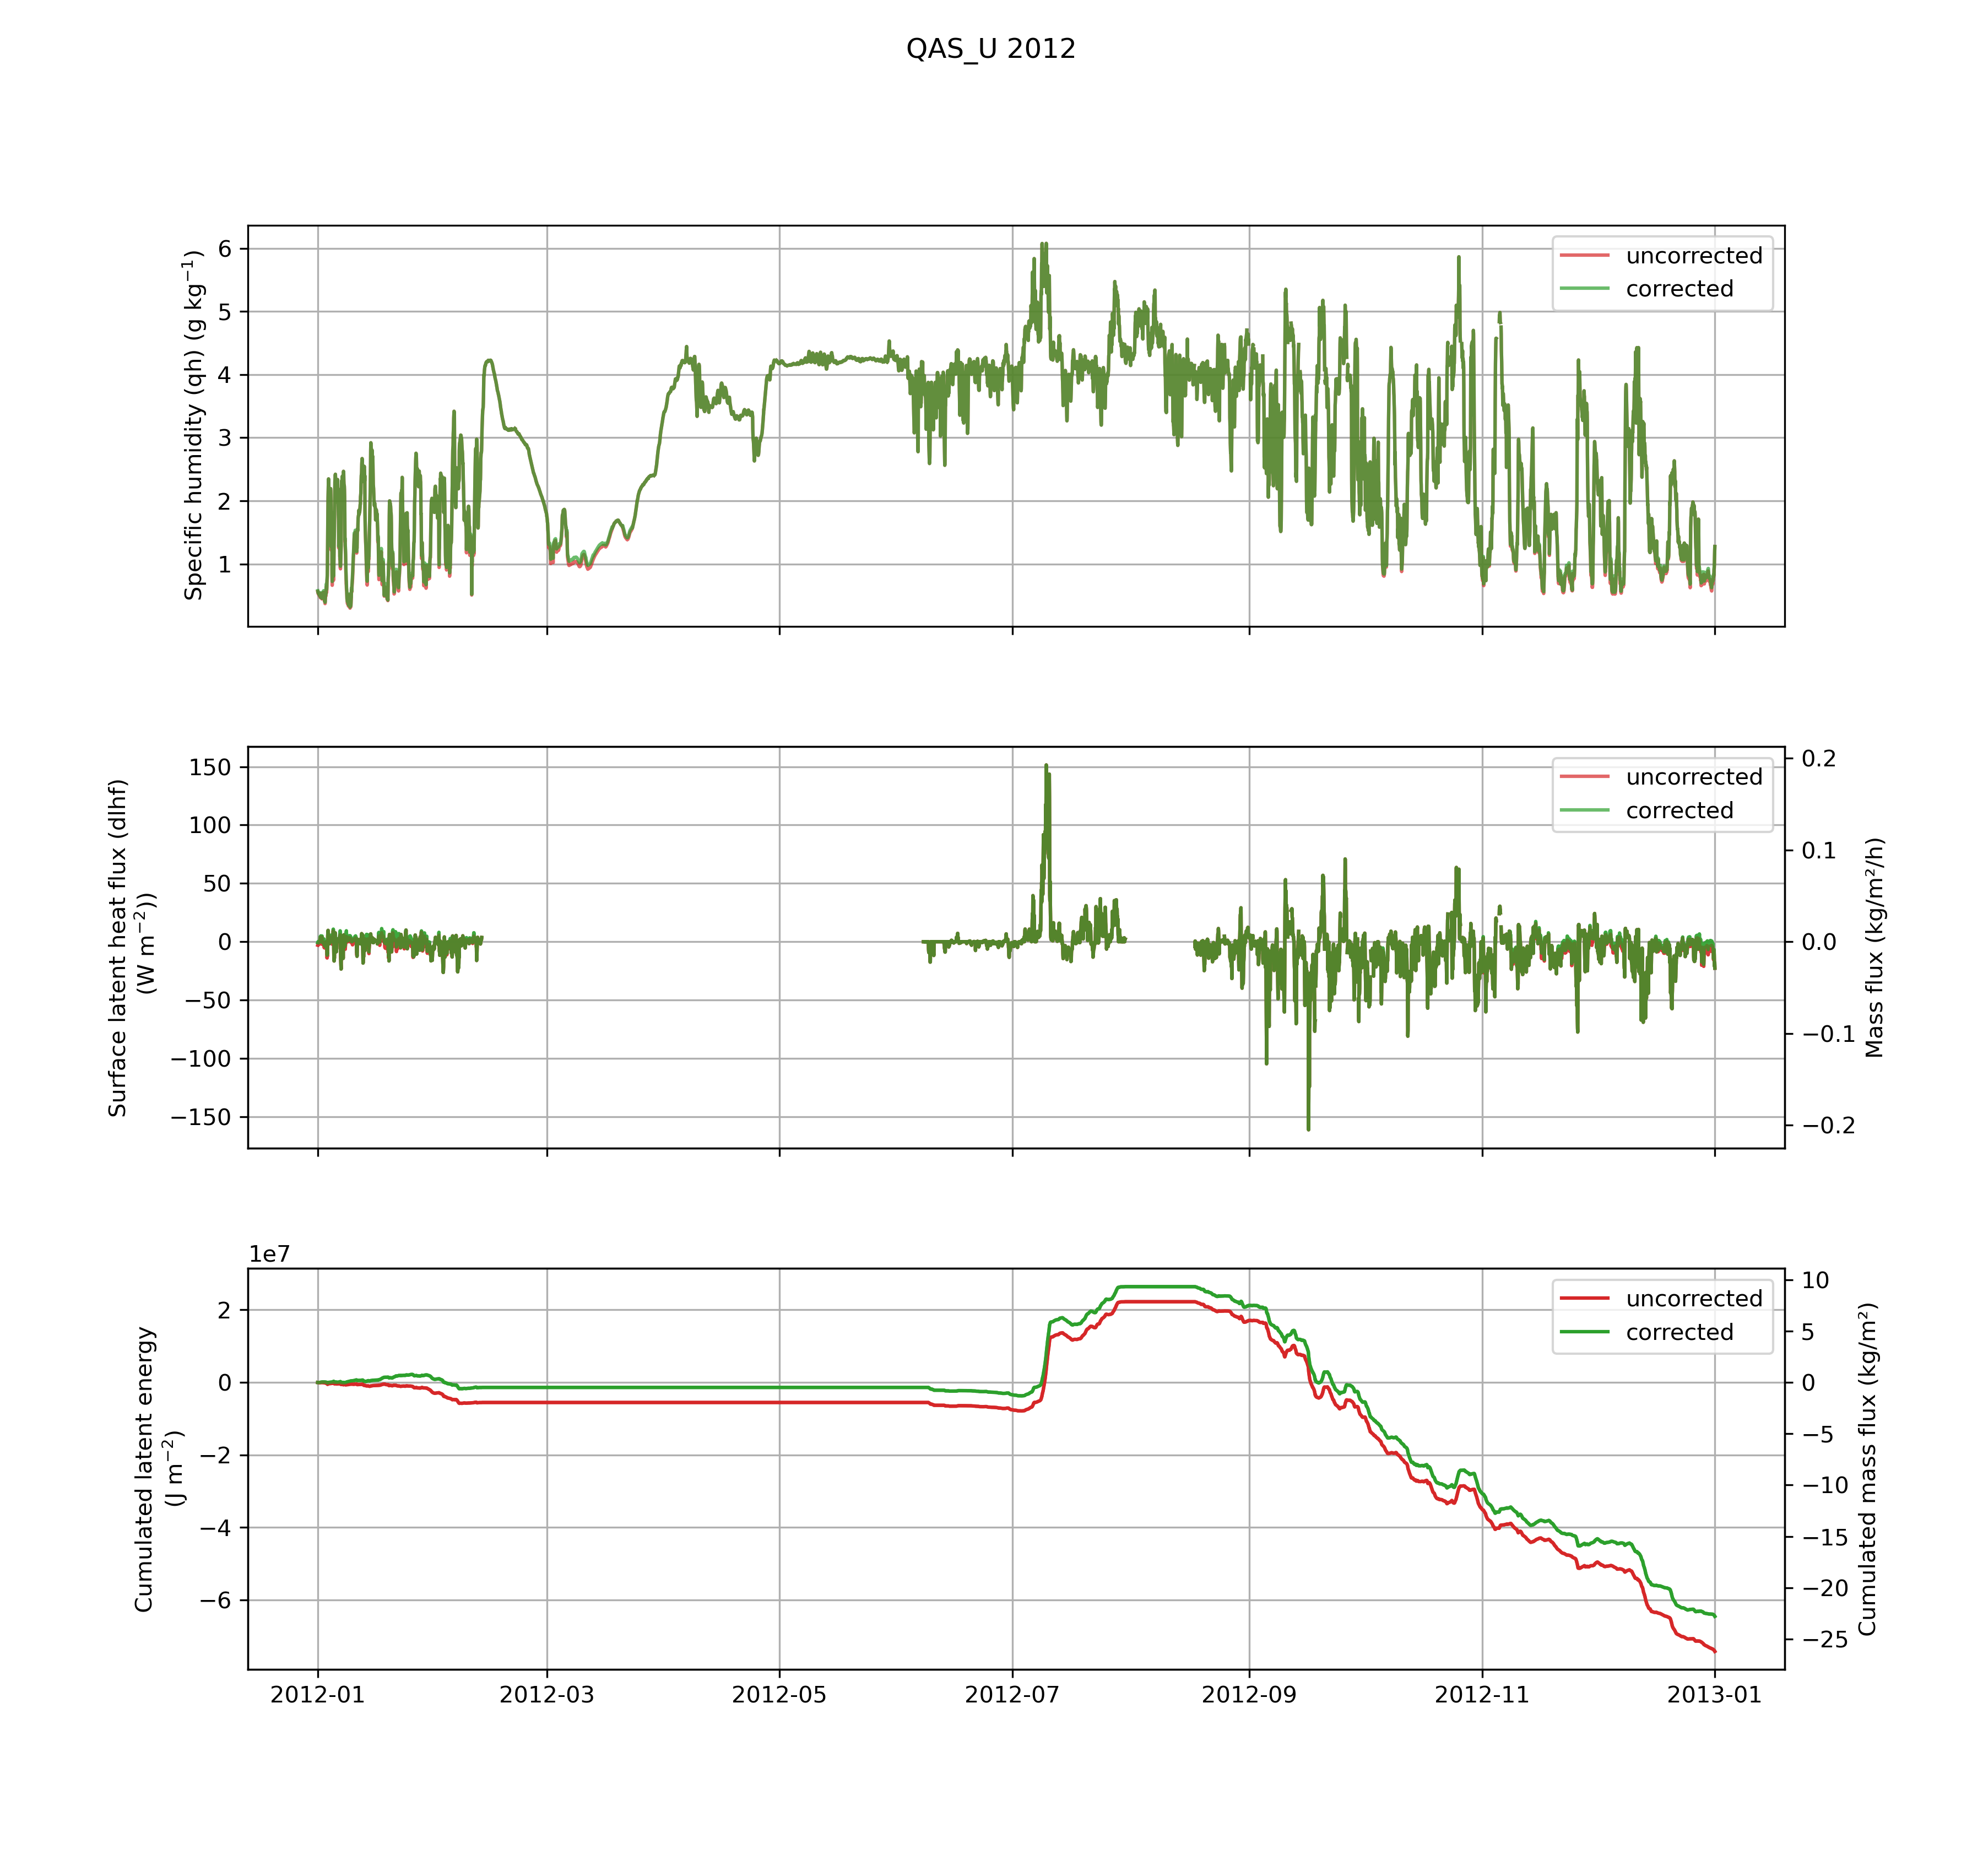 QAS_U 2012
Specific humidity (qh) (g kg⁻¹)
6
5
4
3
2
1
uncorrected
corrected
Surface latent heat flux (dlhf)
(W m⁻²))
150
100
50
0
−50
−100
−150
uncorrected
corrected
0.2
0.1
0.0
−0.1
−0.2
Mass flux (kg/m²/h)
1e7
Cumulated latent energy
(J m⁻²)
2
0
−2
−4
−6
uncorrected
corrected
10
5
0
−5
−10
−15
−20
−25
Cumulated mass flux (kg/m²)
2012-01 2012-03 2012-05 2012-07 2012-09 2012-11 2013-01